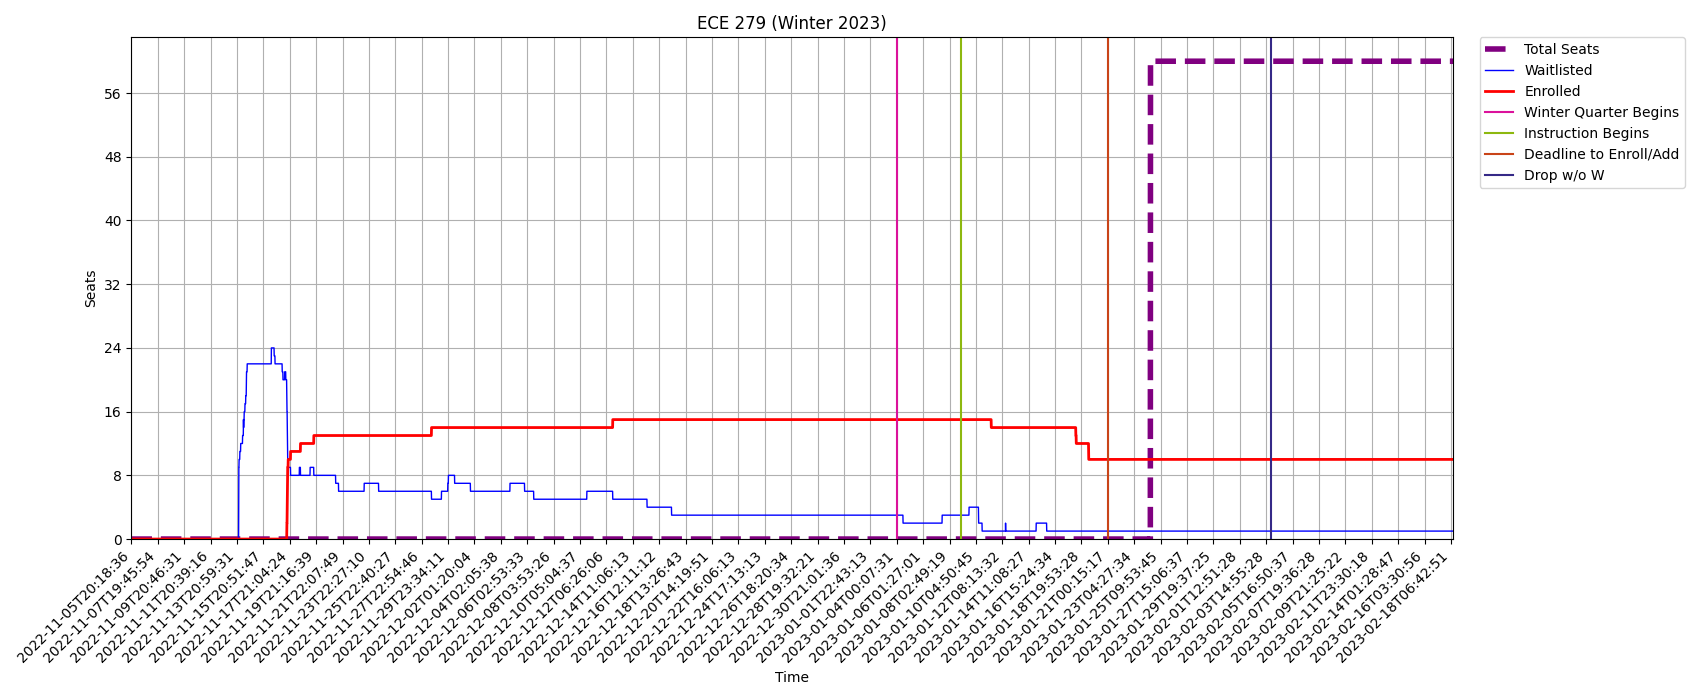 ECE 279 (Winter 2023)
Total Seats
Waitlisted
Enrolled
Winter Quarter Begins
Instruction Begins
Deadline to Enroll/Add
Drop w/o W
Seats
56
48
40
32
24
16
8
0
2022-11-05T20:18:36
2022-11-07T19:45:54
2022-11-09T20:46:31
2022-11-11T20:39:16
2022-11-13T20:59:31
2022-11-15T20:51:47
2022-11-17T21:04:24
2022-11-19T21:16:39
2022-11-21T22:07:49
2022-11-23T22:27:10
2022-11-25T22:40:27
2022-11-27T22:54:46
2022-11-29T23:34:11
2022-12-02T01:20:04
2022-12-04T02:05:38
2022-12-06T02:53:33
2022-12-08T03:53:26
2022-12-10T05:04:37
2022-12-12T06:26:06
2022-12-14T11:06:13
2022-12-16T12:11:12
2022-12-18T13:26:43
2022-12-20T14:19:51
2022-12-22T16:06:13
2022-12-24T17:13:13
2022-12-26T18:20:34
2022-12-28T19:32:21
2022-12-30T21:01:36
2023-01-01T22:43:13
2023-01-04T00:07:31
2023-01-06T01:27:01
2023-01-08T02:49:19
2023-01-10T04:50:45
2023-01-12T08:13:32
2023-01-14T11:08:27
2023-01-16T15:24:34
2023-01-18T19:53:28
2023-01-21T00:15:17
2023-01-23T04:27:34
2023-01-25T09:53:45
2023-01-27T15:06:37
2023-01-29T19:37:25
2023-02-01T12:51:28
2023-02-03T14:55:28
2023-02-05T16:50:37
2023-02-07T19:36:28
2023-02-09T21:25:22
2023-02-11T23:30:18
2023-02-14T01:28:47
2023-02-16T03:30:56
2023-02-18T06:42:51
Time